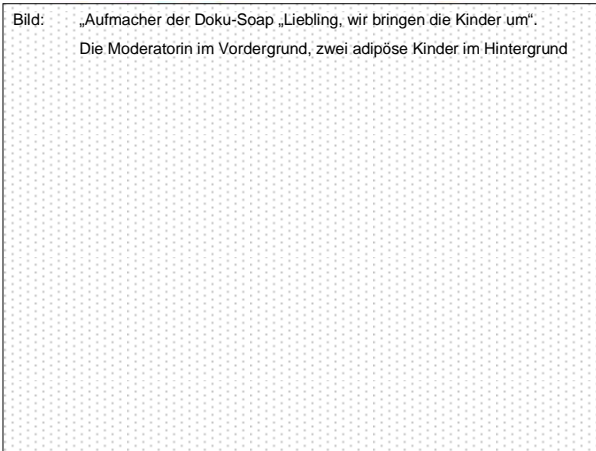 Bild: „Aufmacher der Doku-Soap „Liebling, wir bringen die Kinder um“.
Die Moderatorin im Vordergrund, zwei adipöse Kinder im Hintergrund